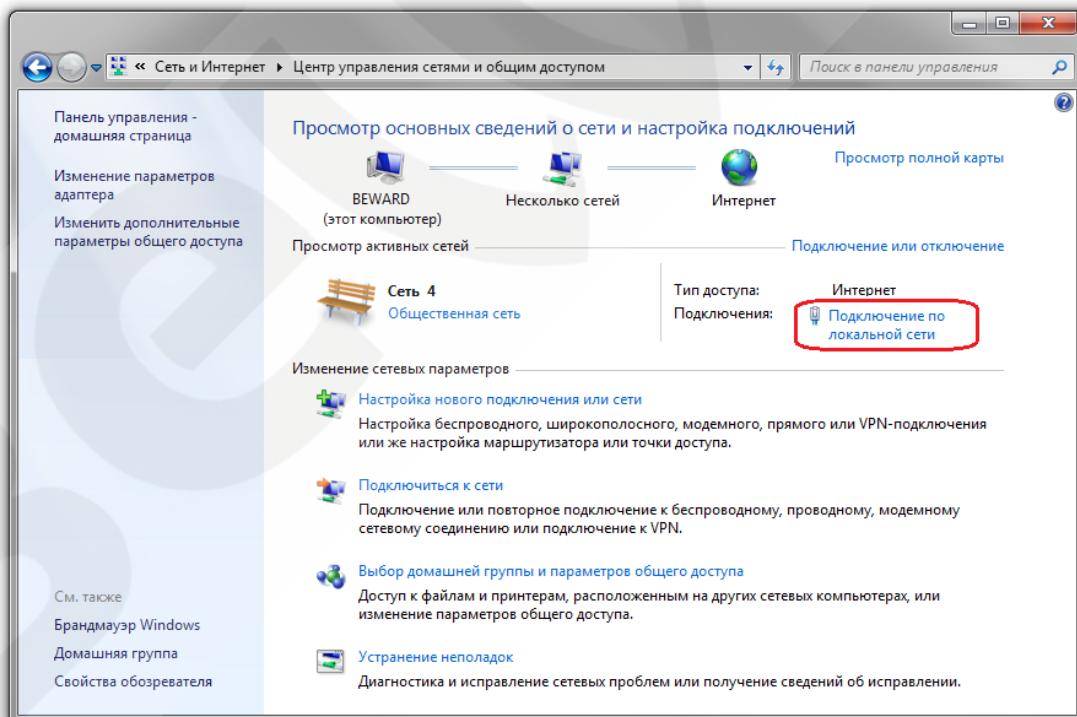 « Сеть и Интернет ▸ Центр управления сетями и общим доступом
Поиск в панели управления
Панель управления -
домашняя страница
Изменение параметров
адаптера
Изменить дополнительные
параметры общего доступа
Просмотр основных сведений о сети и настройка подключений
Просмотр полной карты
BEWARD
(этот компьютер)
Несколько сетей
Интернет
Просмотр активных сетей
Подключение или отключение
Сеть 4
Общественная сеть
Тип доступа: Интернет
Подключения: Подключение по
локальной сети
Изменение сетевых параметров
Настройка нового подключения или сети
Настройка беспроводного, широкополосного, модемного, прямого или VPN-подключения
или же настройка маршрутизатора или точки доступа.
Подключиться к сети
Подключение или повторное подключение к беспроводному, проводному, модемному
сетевому соединению или подключение к VPN.
Выбор домашней группы и параметров общего доступа
Доступ к файлам и принтерам, расположенным на других сетевых компьютерах, или
изменение параметров общего доступа.
Устранение неполадок
Диагностика и исправление сетевых проблем или получение сведений об исправлении.
См. также
Брандмауэр Windows
Домашняя группа
Свойства обозревателя